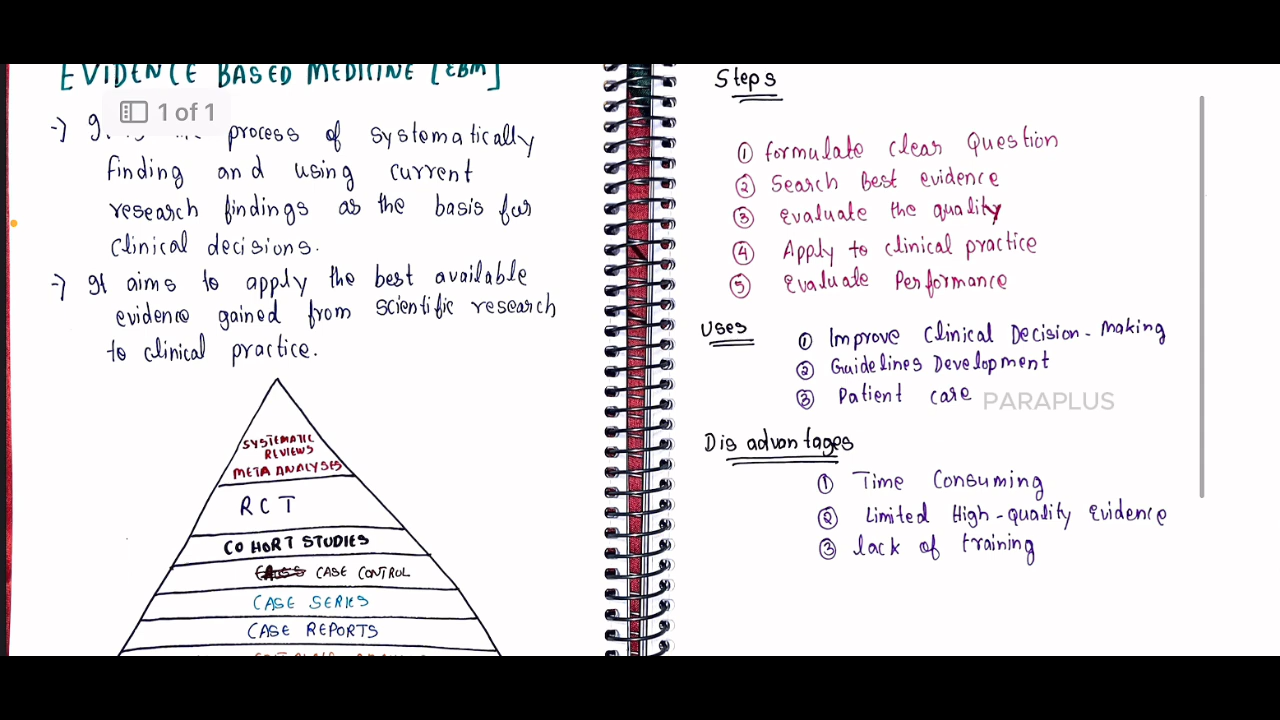 EVIDENCE BASED MEDICINE [EBM]
1 of 1
-) process of systematically
finding and using current
research findings as the basis for
clinical decisions.
-) It aims to apply the best available
evidence gained from scientific research
to clinical practice.
SYSTEMATIC
REVIEWS
META ANALYSES
RCT
COHORT STUDIES
CASE CONTROL
CASE SERIES
CASE REPORTS
Steps
① Formulate clear Question
② Search Best evidence
③ Evaluate the quality
④ Apply to clinical practice
⑤ Evaluate Performance
Uses
① Improve Clinical Decision-Making
② Guidelines Development
③ Patient care
PARAPLUS
Disadvantages
① Time Consuming
② Limited High-quality Evidence
③ lack of training